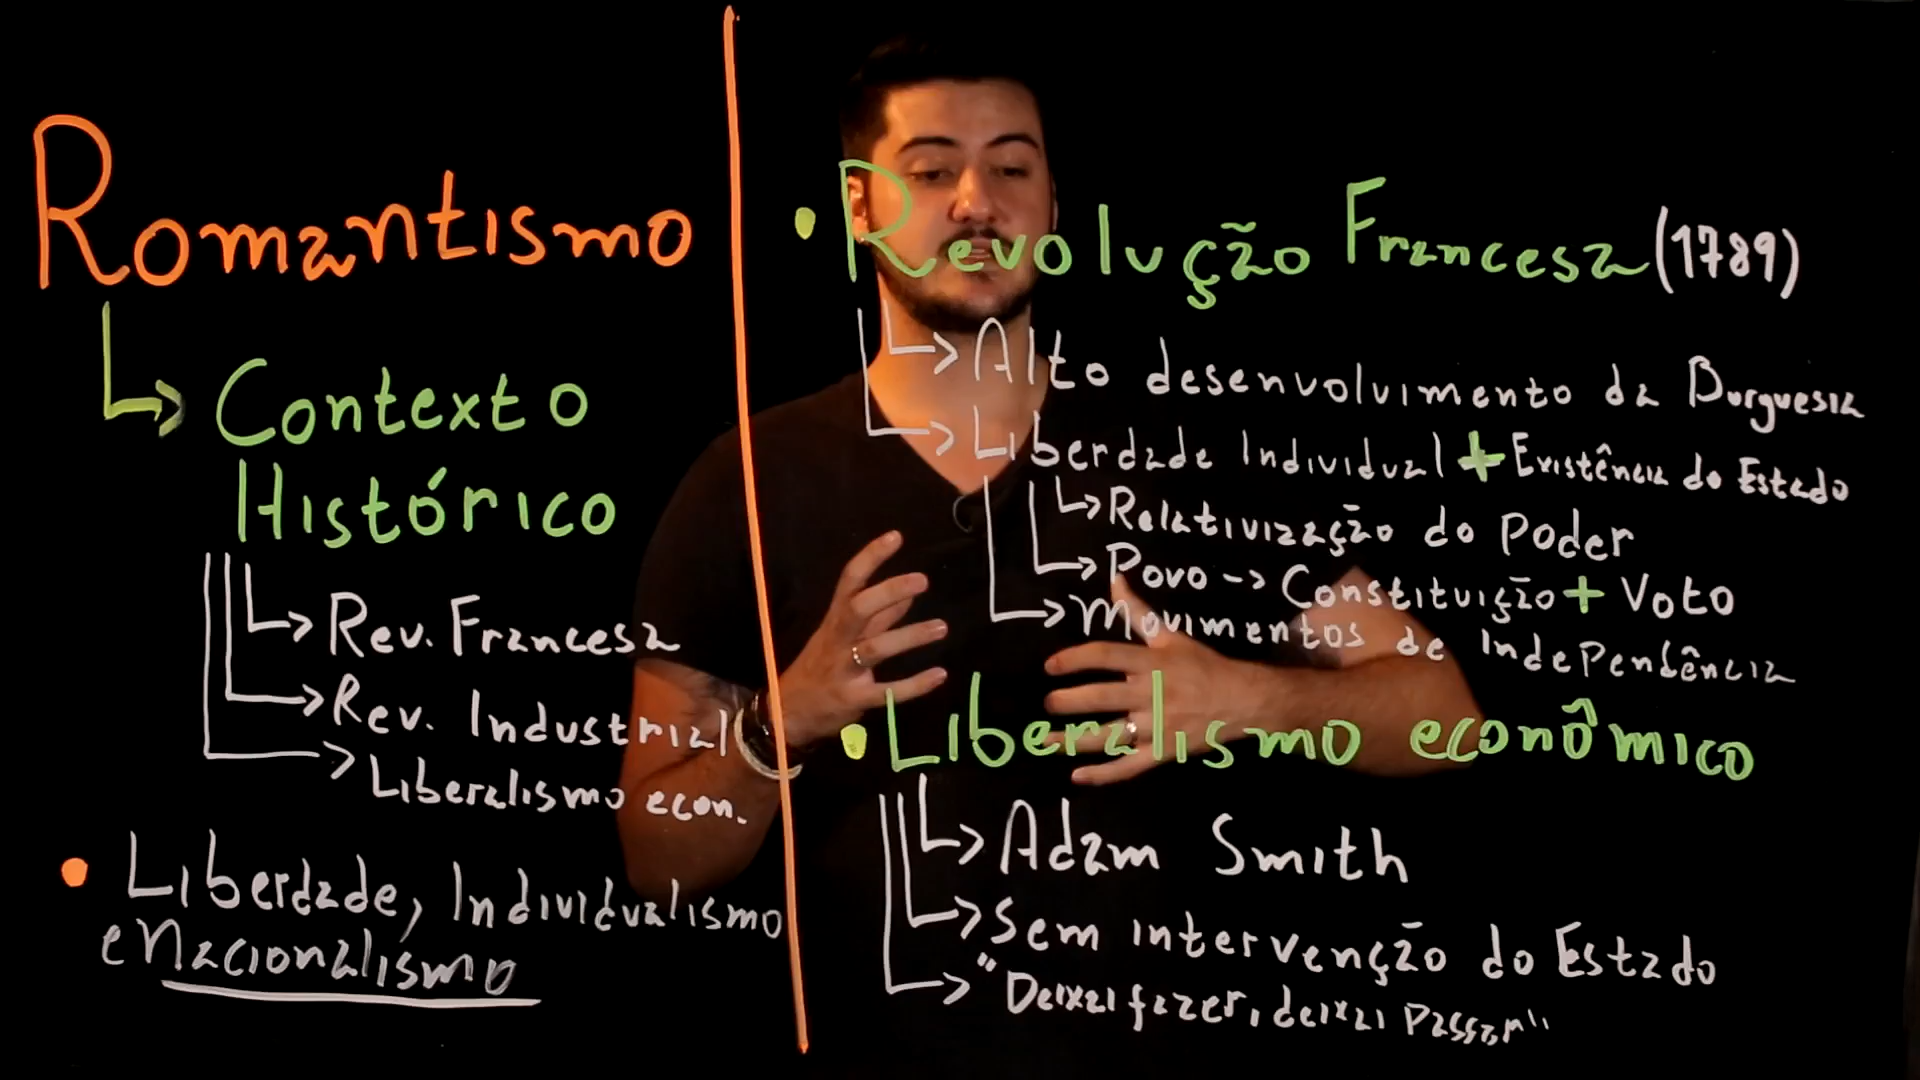 Romantismo
Contexto
Histórico
Rev. Francesa
Rev. Industrial
Liberalismo econ.
• Liberdade, Individualismo
e Nacionalismo
• Revolução Francesa (1789)
Alto desenvolvimento da Burguesia
Liberdade Individual + Existência do Estado
Relativização do Poder
Povo -> Constituição + Voto
Movimentos de Independência
• Liberalismo econômico
Adam Smith
Sem intervenção do Estado
"Deixai fazer, deixai passar"